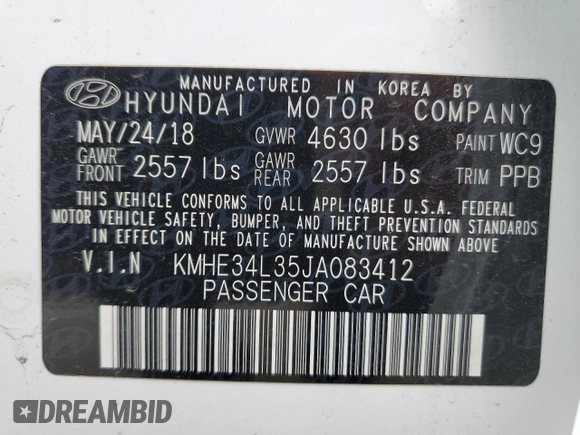 MANUFACTURED IN KOREA BY
HYUNDAI MOTOR COMPANY
MAY/24/18 GVWR 4630 lbs PAINT WC9
GAWR FRONT 2557 lbs GAWR REAR 2557 lbs TRIM PPB
THIS VEHICLE CONFORMS TO ALL APPLICABLE U.S.A. FEDERAL
MOTOR VEHICLE SAFETY, BUMPER, AND THEFT PREVENTION STANDARDS
IN EFFECT ON THE DATE OF MANUFACTURE SHOWN ABOVE
V.I.N KMHE34L35JA083412
PASSENGER CAR
DREAMBID